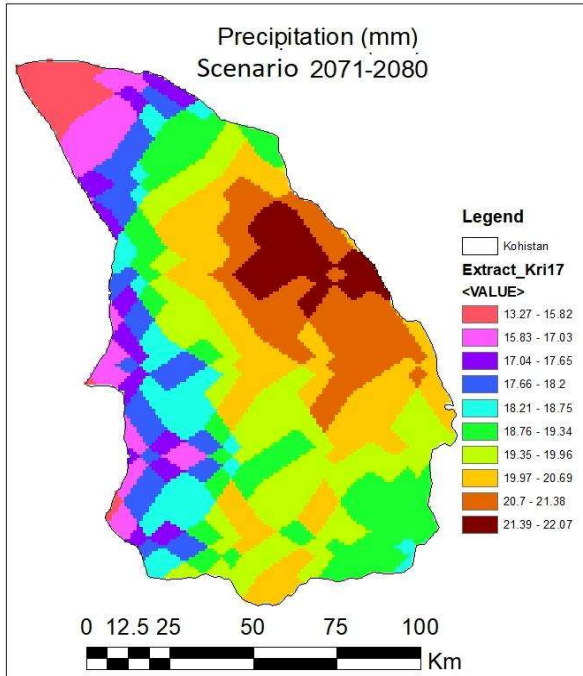 Precipitation (mm)
Scenario 2071-2080
Legend
Kohistan
Extract_Kri17
<VALUE>
13.27 - 15.82
15.83 - 17.03
17.04 - 17.65
17.66 - 18.2
18.21 - 18.75
18.76 - 19.34
19.35 - 19.96
19.97 - 20.69
20.7 - 21.38
21.39 - 22.07
0 12.5 25 50 75 100
Km